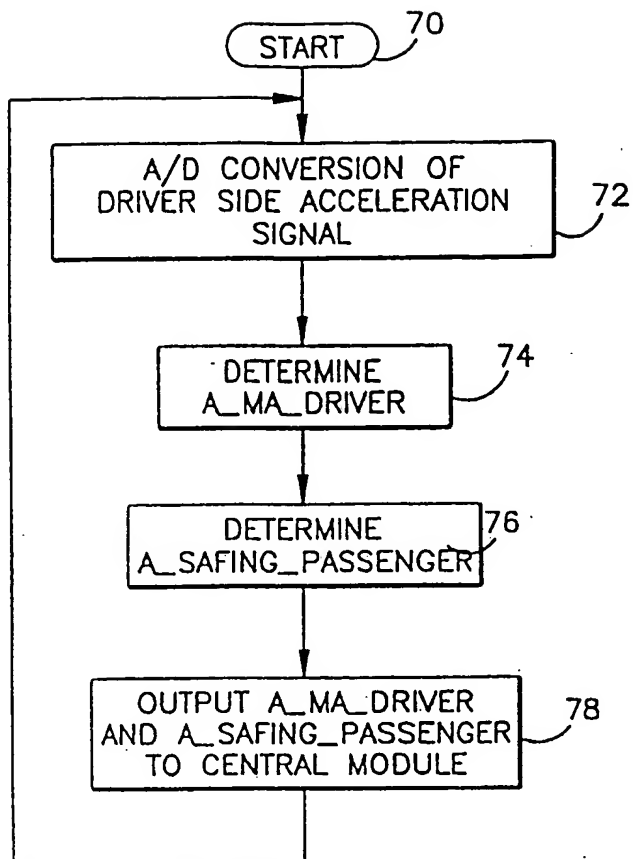 START
70
A/D CONVERSION OF
DRIVER SIDE ACCELERATION
SIGNAL
72
DETERMINE
A_MA_DRIVER
74
DETERMINE
A_SAFING_PASSENGER
76
OUTPUT A_MA_DRIVER
AND A_SAFING_PASSENGER
TO CENTRAL MODULE
78